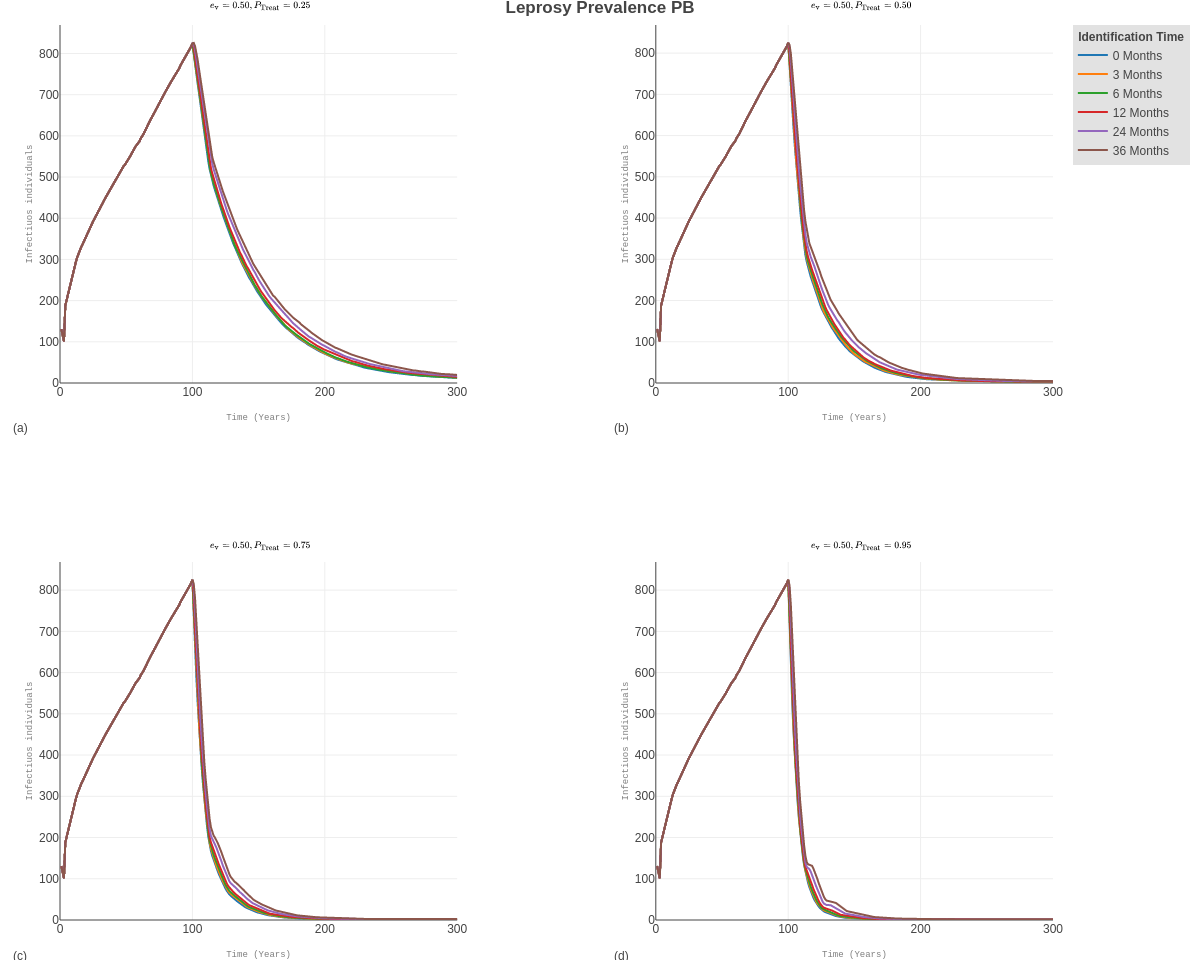 Leprosy Prevalence PB
e_v = 0.50, P_Treat = 0.25
e_v = 0.50, P_Treat = 0.50
Identification Time
0 Months
3 Months
6 Months
12 Months
24 Months
36 Months
800
700
600
500
400
300
200
100
0
Infectiuos individuals
0 100 200 300
Time (Years)
(a)
800
700
600
500
400
300
200
100
0
Infectiuos individuals
0 100 200 300
Time (Years)
(b)
e_v = 0.50, P_Treat = 0.75
e_v = 0.50, P_Treat = 0.95
800
700
600
500
400
300
200
100
0
Infectiuos individuals
0 100 200 300
Time (Years)
(c)
800
700
600
500
400
300
200
100
0
Infectiuos individuals
0 100 200 300
Time (Years)
(d)